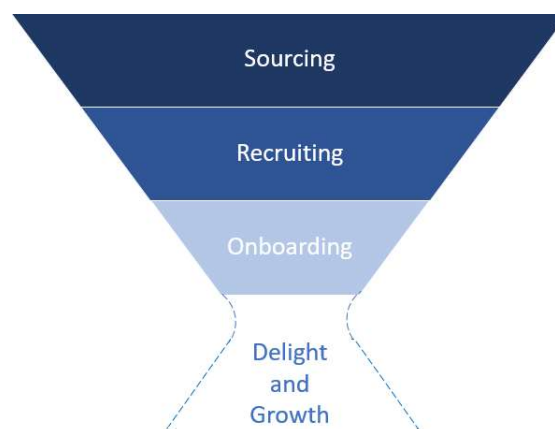 Sourcing
Recruiting
Onboarding
Delight
and
Growth